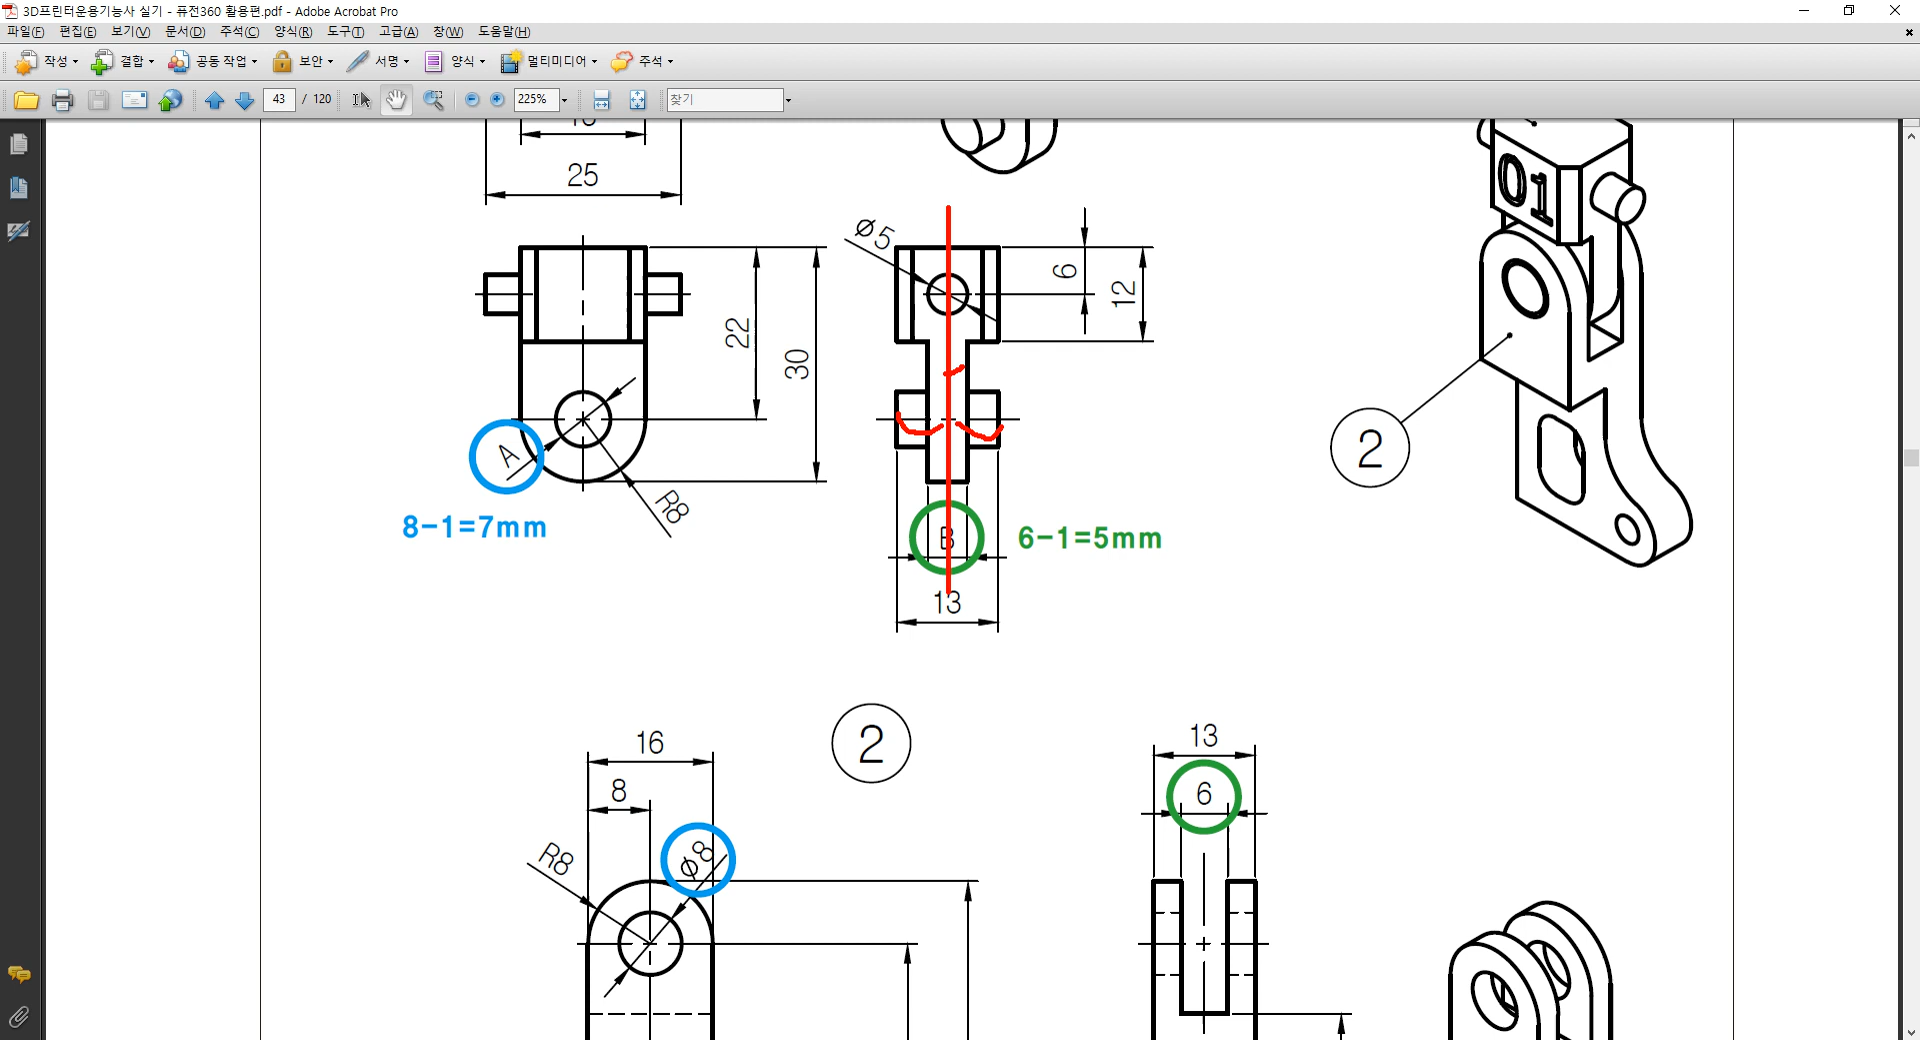 3D프린터운용기능사 실기 - 퓨전360 활용편.pdf - Adobe Acrobat Pro
파일(F) 편집(E) 보기(V) 문서(D) 주석(C) 양식(R) 도구(T) 고급(A) 창(W) 도움말(H)
작성 결합 공동 작업 보안 서명 양식 멀티미디어 주석
43 / 120 225% 찾기
25
01
ø5
6
12
22
30
2
A
R8
8-1=7mm
B
6-1=5mm
13
2
16
13
8
6
R8
ø8